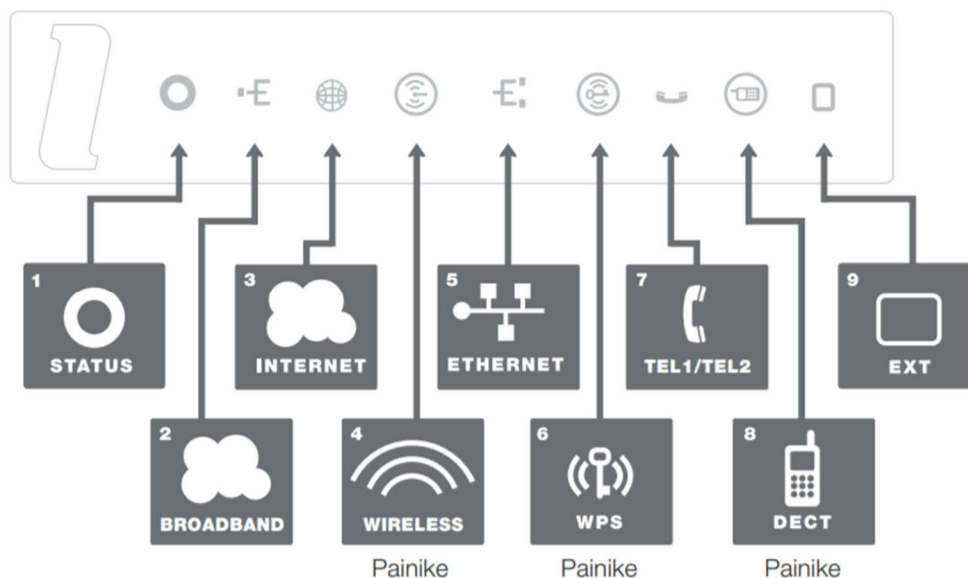 1
STATUS
2
BROADBAND
3
INTERNET
4
WIRELESS
Painike
5
ETHERNET
6
WPS
Painike
7
TEL1/TEL2
8
DECT
Painike
9
EXT